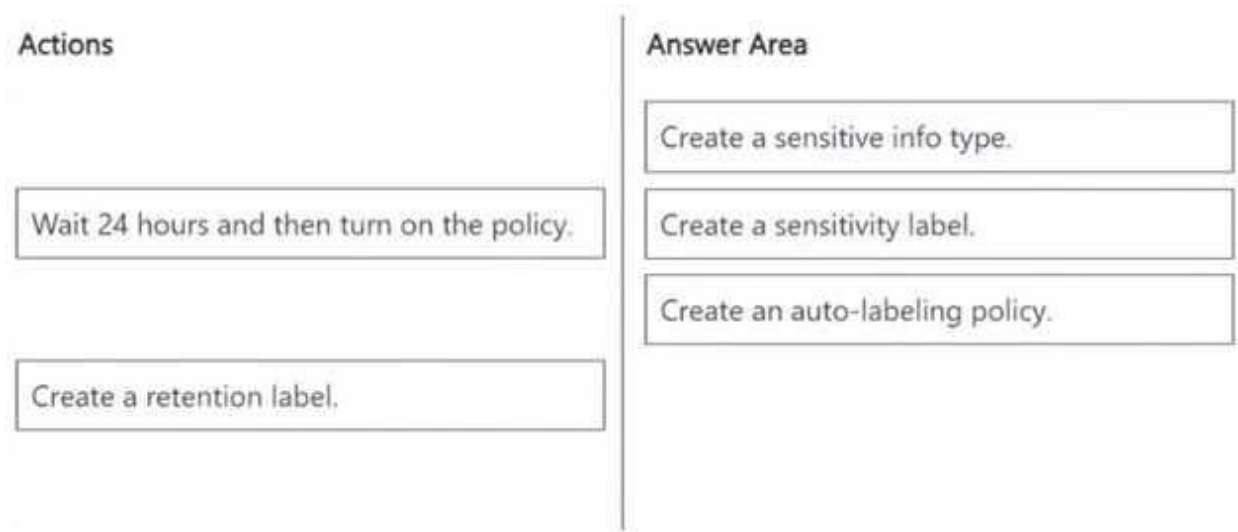 Actions
Wait 24 hours and then turn on the policy.
Create a retention label.
Answer Area
Create a sensitive info type.
Create a sensitivity label.
Create an auto-labeling policy.